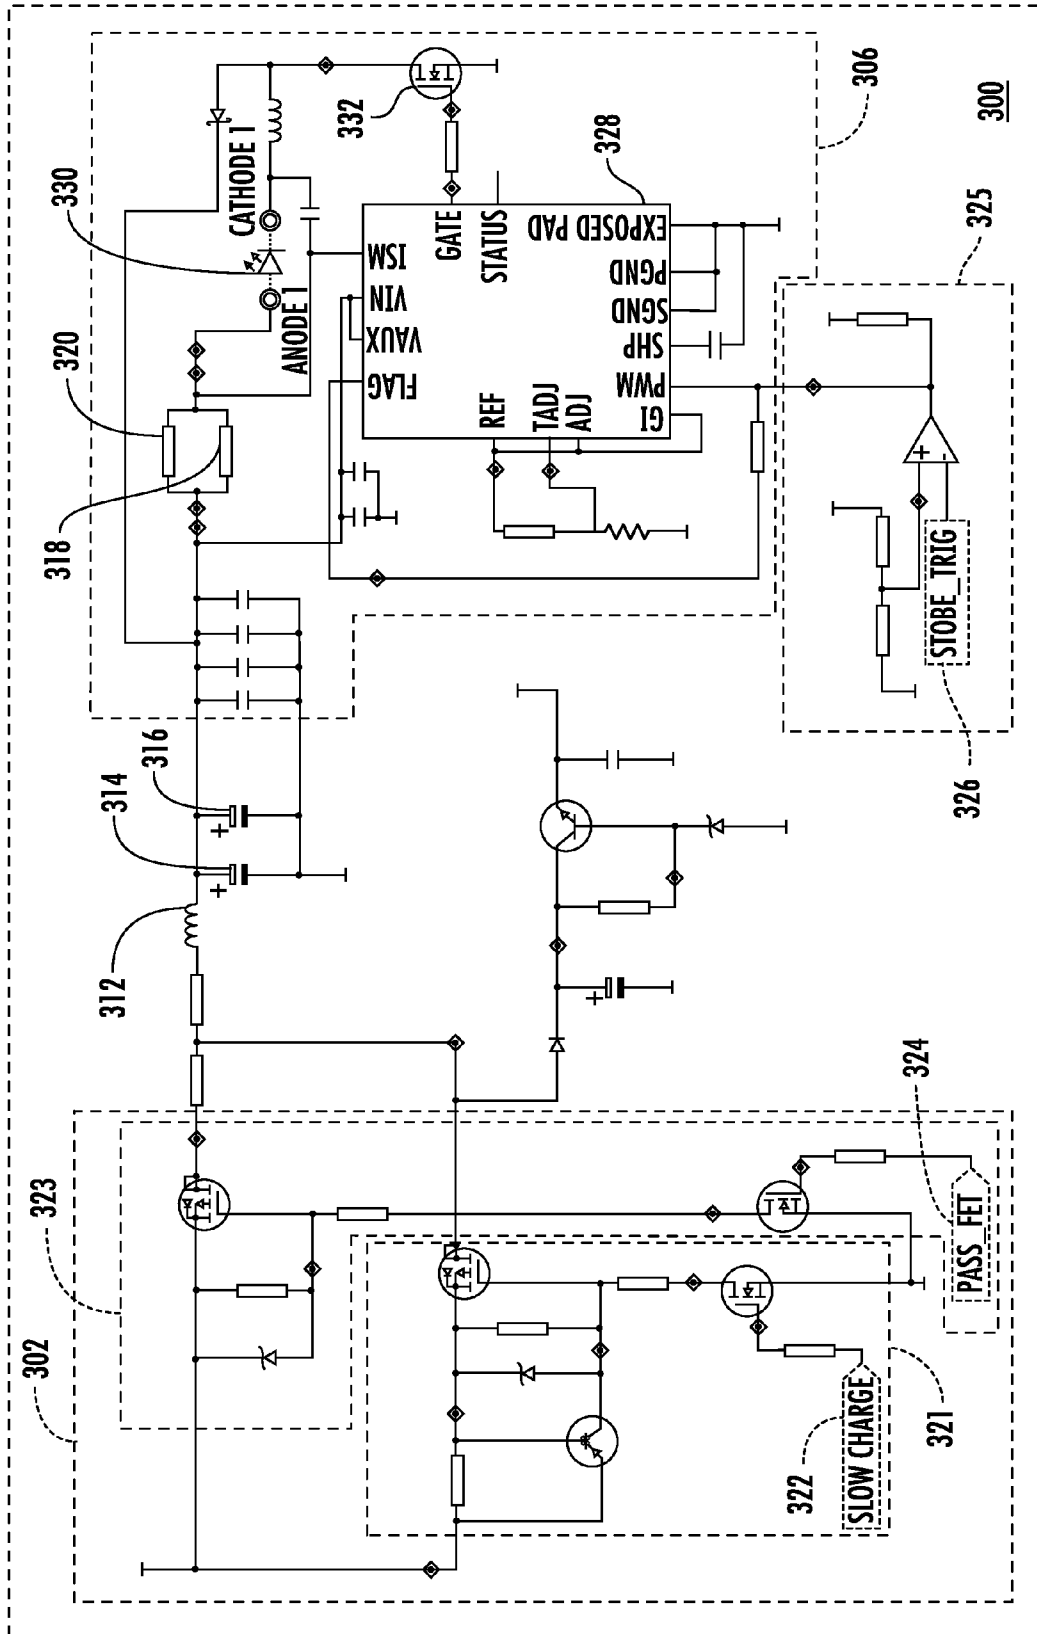 300
302
323
321
322
SLOW CHARGE
324
PASS_FET
312
314
316
318
320
330
CATHODE 1
ANODE 1
332
328
306
325
326
STOBE_TRIG
ISM
VIN
VAUX
FLAG
GATE
STATUS
EXPOSED PAD
PGND
SGND
SHP
PWM
GI
REF
TADJ
ADJ
+
+
+
+
-